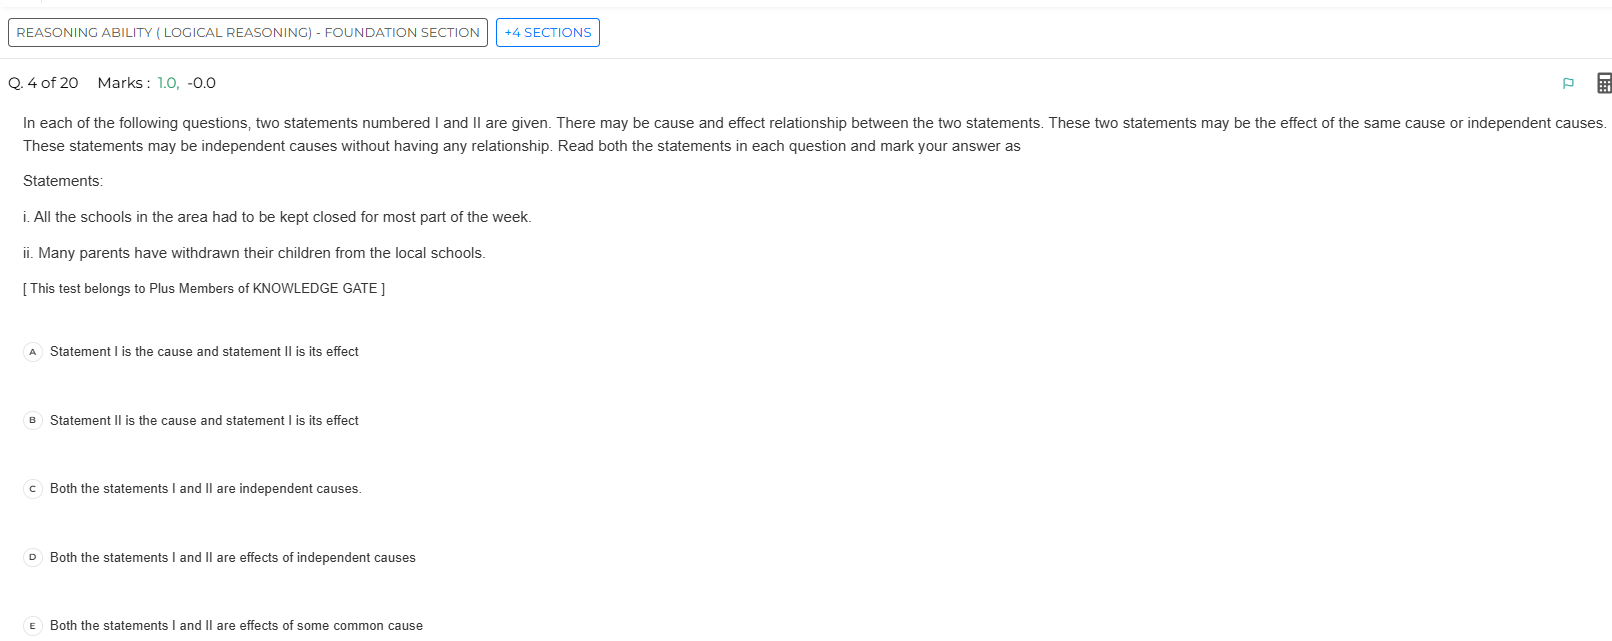 REASONING ABILITY ( LOGICAL REASONING) - FOUNDATION SECTION +4 SECTIONS
Q. 4 of 20 Marks : 1.0, -0.0
In each of the following questions, two statements numbered I and II are given. There may be cause and effect relationship between the two statements. These two statements may be the effect of the same cause or independent causes.
These statements may be independent causes without having any relationship. Read both the statements in each question and mark your answer as
Statements:
i. All the schools in the area had to be kept closed for most part of the week.
ii. Many parents have withdrawn their children from the local schools.
[ This test belongs to Plus Members of KNOWLEDGE GATE ]
A Statement I is the cause and statement II is its effect
B Statement II is the cause and statement I is its effect
C Both the statements I and II are independent causes.
D Both the statements I and II are effects of independent causes
E Both the statements I and II are effects of some common cause